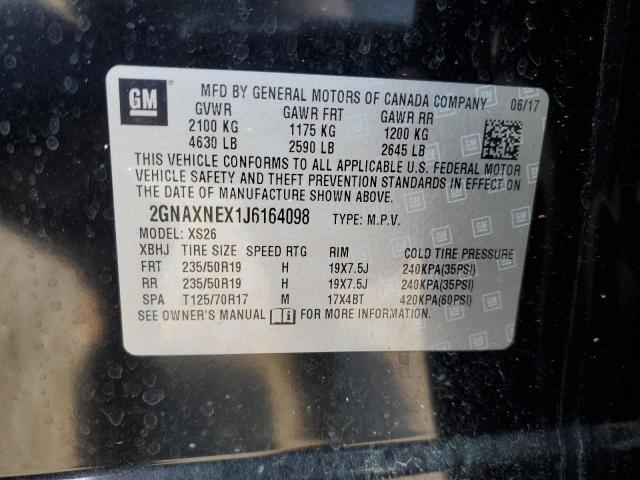 GM
MFD BY GENERAL MOTORS OF CANADA COMPANY 06/17
GVWR GAWR FRT GAWR RR
2100 KG 1175 KG 1200 KG
4630 LB 2590 LB 2645 LB
THIS VEHICLE CONFORMS TO ALL APPLICABLE U.S. FEDERAL MOTOR
VEHICLE SAFETY AND THEFT PREVENTION STANDARDS IN EFFECT ON
THE DATE OF MANUFACTURE SHOWN ABOVE.
2GNAXNEX1J6164098 TYPE: M.P.V.
MODEL: XS26
XBHJ TIRE SIZE SPEED RTG RIM COLD TIRE PRESSURE
FRT 235/50R19 H 19X7.5J 240KPA(35PSI)
RR 235/50R19 H 19X7.5J 240KPA(35PSI)
SPA T125/70R17 M 17X4BT 420KPA(60PSI)
SEE OWNER'S MANUAL FOR MORE INFORMATION.